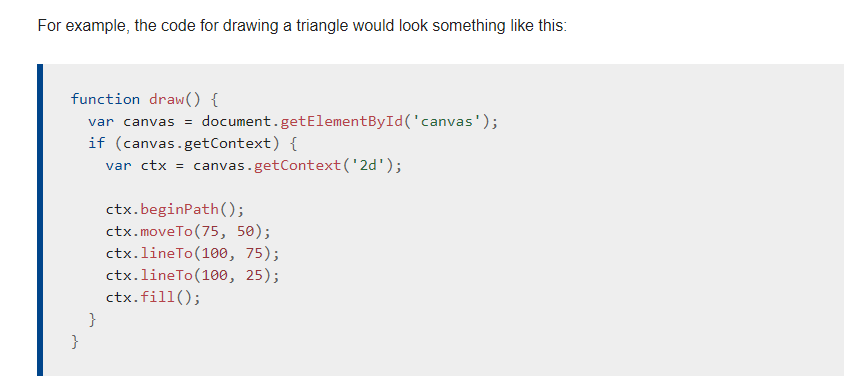 For example, the code for drawing a triangle would look something like this:
function draw() {
  var canvas = document.getElementById('canvas');
  if (canvas.getContext) {
    var ctx = canvas.getContext('2d');

    ctx.beginPath();
    ctx.moveTo(75, 50);
    ctx.lineTo(100, 75);
    ctx.lineTo(100, 25);
    ctx.fill();
  }
}